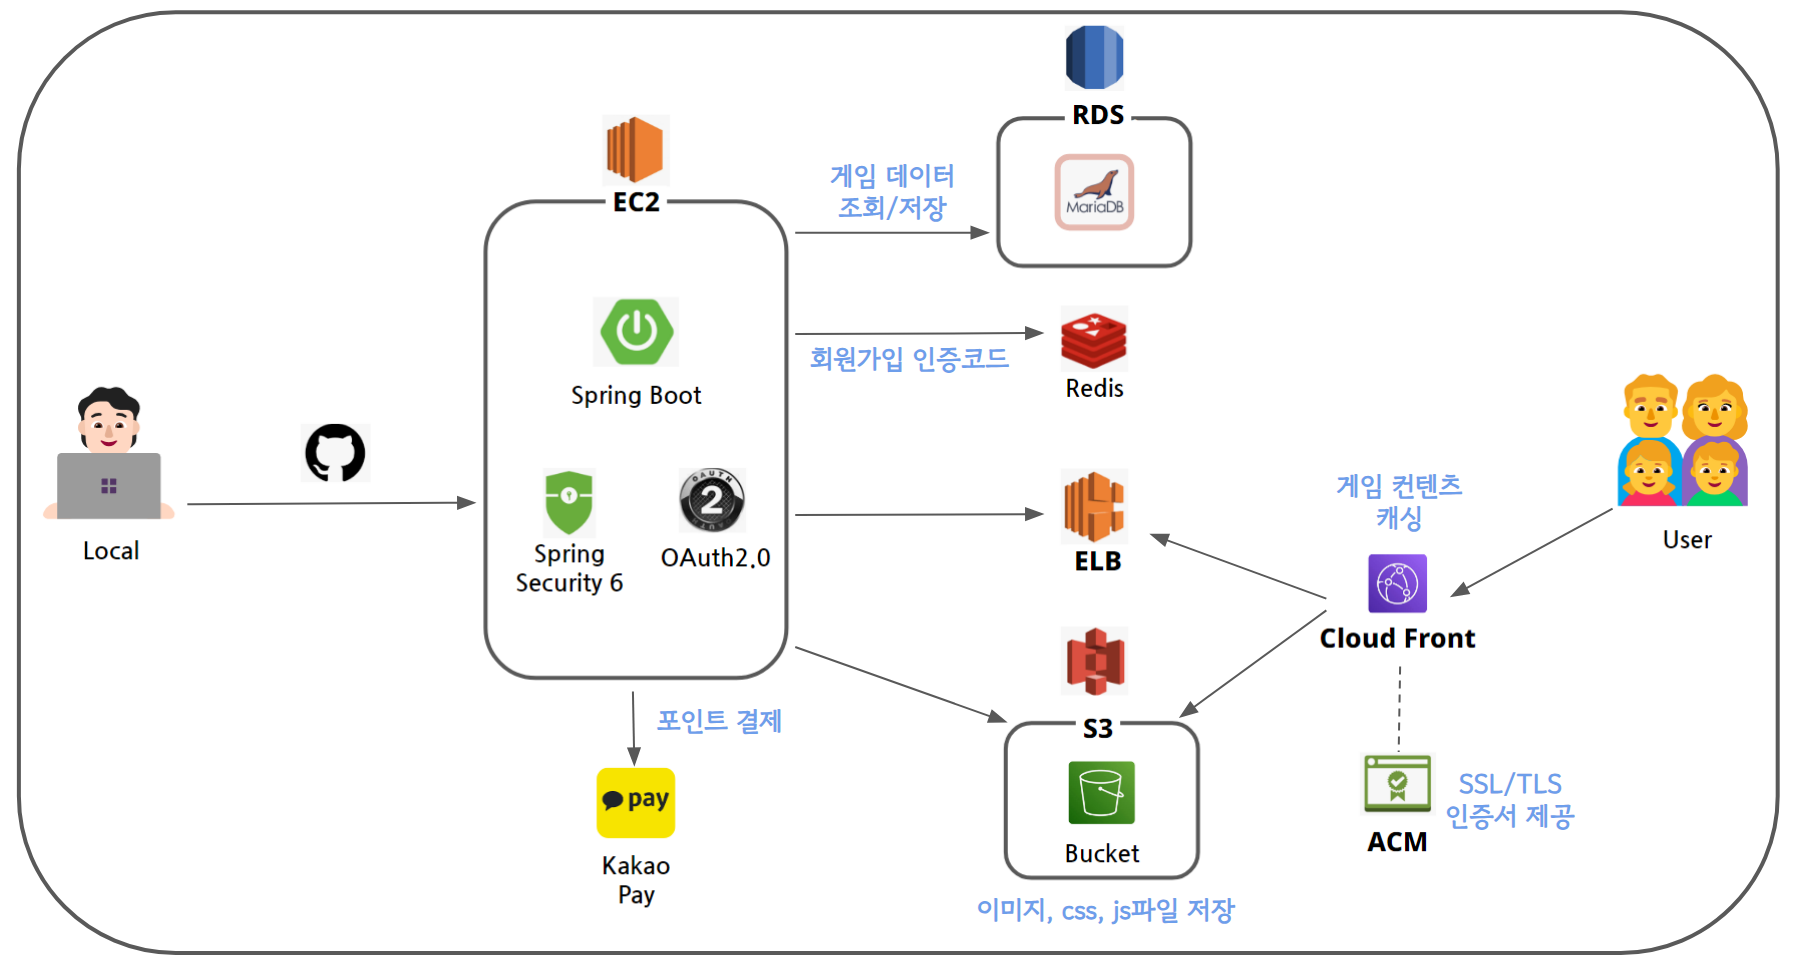 RDS
MariaDB
EC2
게임 데이터
조회/저장
Spring Boot
회원가입 인증코드
Redis
Local
Spring
Security 6
OAUTH
2
OAuth2.0
ELB
게임 컨텐츠
캐싱
User
Cloud Front
포인트 결제
pay
Kakao
Pay
S3
Bucket
이미지, css, js파일 저장
SSL/TLS
인증서 제공
ACM